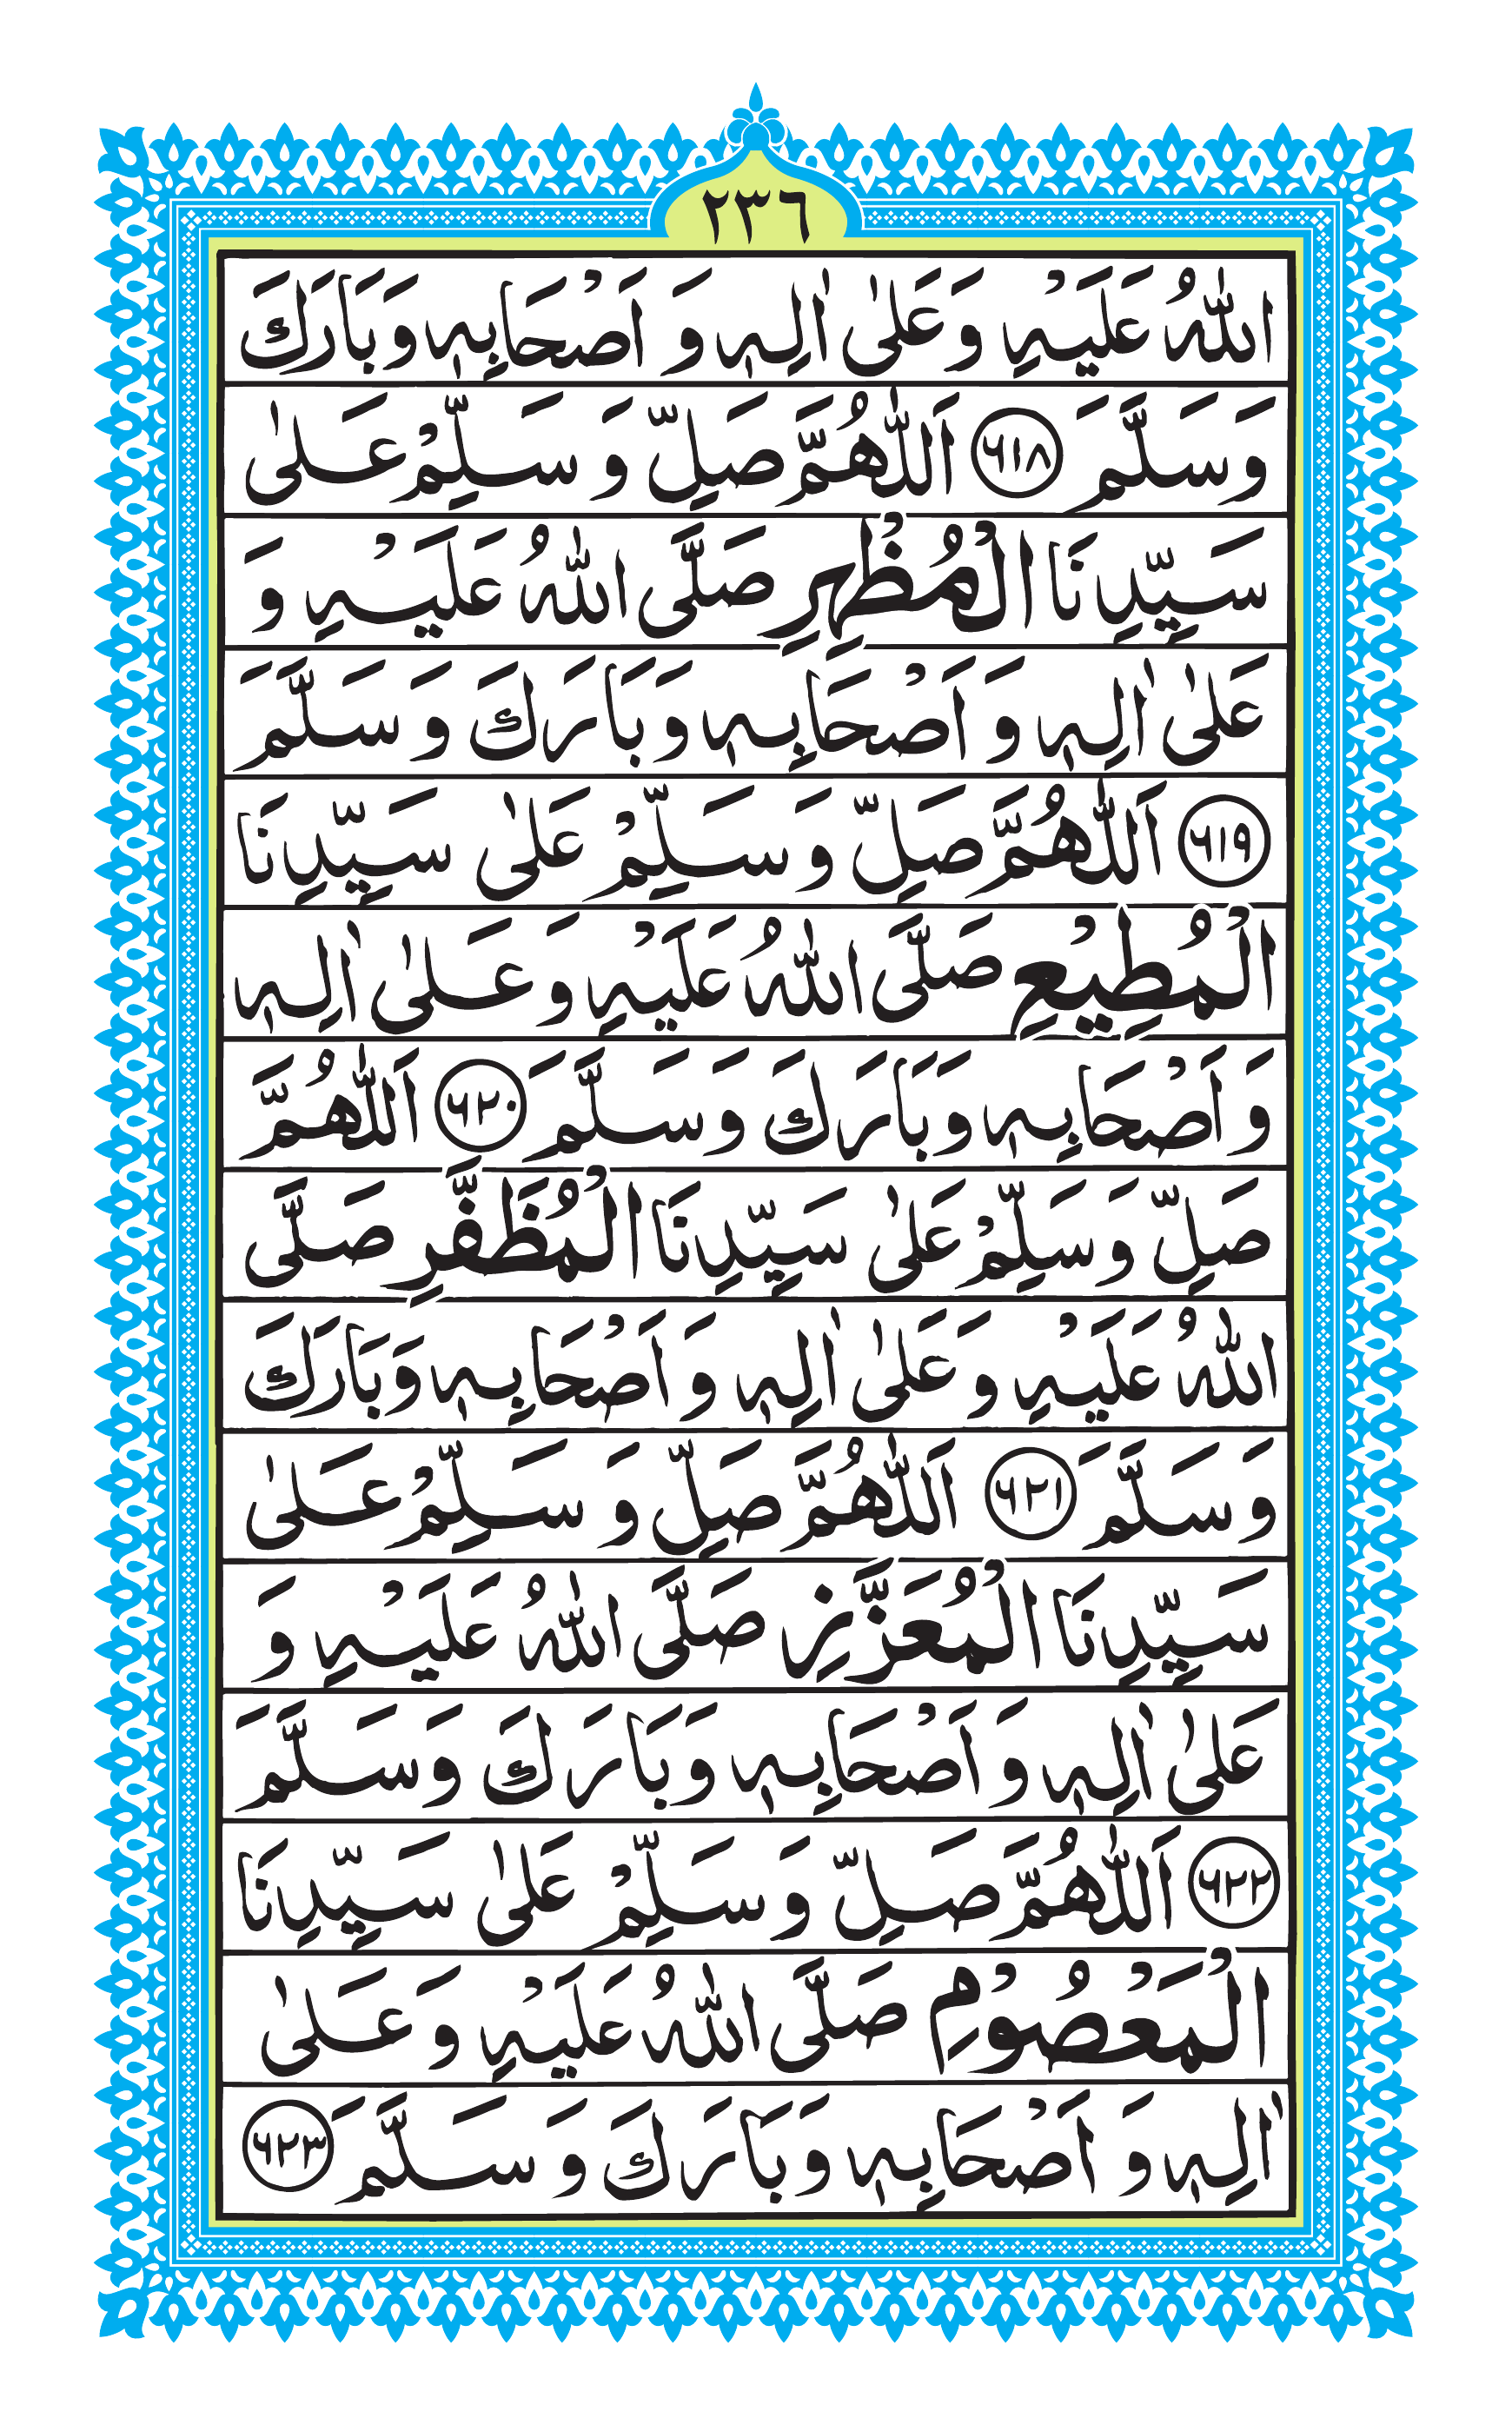 ٢٣٦
اللّٰهُ عَلَيْهِ وَعَلٰى اٰلِهٖ وَ اَصْحَابِهٖ وَبَارَكَ
وَسَلَّمَ ﴿٦١٨﴾ اَللّٰهُمَّ صَلِّ وَ سَلِّمْ عَلٰى
سَيِّدِنَا الْمُظْهِرِ صَلَّى اللّٰهُ عَلَيْهِ وَ
عَلٰى اٰلِهٖ وَ اَصْحَابِهٖ وَبَارَكَ وَ سَلَّمَ
﴿٦١٩﴾ اَللّٰهُمَّ صَلِّ وَ سَلِّمْ عَلٰى سَيِّدِنَا
الْمُطِيْعِ صَلَّى اللّٰهُ عَلَيْهِ وَ عَلٰى اٰلِهٖ
وَ اَصْحَابِهٖ وَبَارَكَ وَسَلَّمَ ﴿٦٢٠﴾ اَللّٰهُمَّ
صَلِّ وَسَلِّمْ عَلٰى سَيِّدِنَا الْمُظَفَّرِ صَلَّى
اللّٰهُ عَلَيْهِ وَعَلٰى اٰلِهٖ وَ اَصْحَابِهٖ وَبَارَكَ
وَ سَلَّمَ ﴿٦٢١﴾ اَللّٰهُمَّ صَلِّ وَ سَلِّمْ عَلٰى
سَيِّدِنَا الْمُعَزَّزِ صَلَّى اللّٰهُ عَلَيْهِ وَ
عَلٰى اٰلِهٖ وَ اَصْحَابِهٖ وَبَارَكَ وَسَلَّمَ
﴿٦٢٢﴾ اَللّٰهُمَّ صَلِّ وَ سَلِّمْ عَلٰى سَيِّدِنَا
الْمَعْصُوْمِ صَلَّى اللّٰهُ عَلَيْهِ وَ عَلٰى
اٰلِهٖ وَ اَصْحَابِهٖ وَبَارَكَ وَ سَلَّمَ ﴿٦٢٣﴾